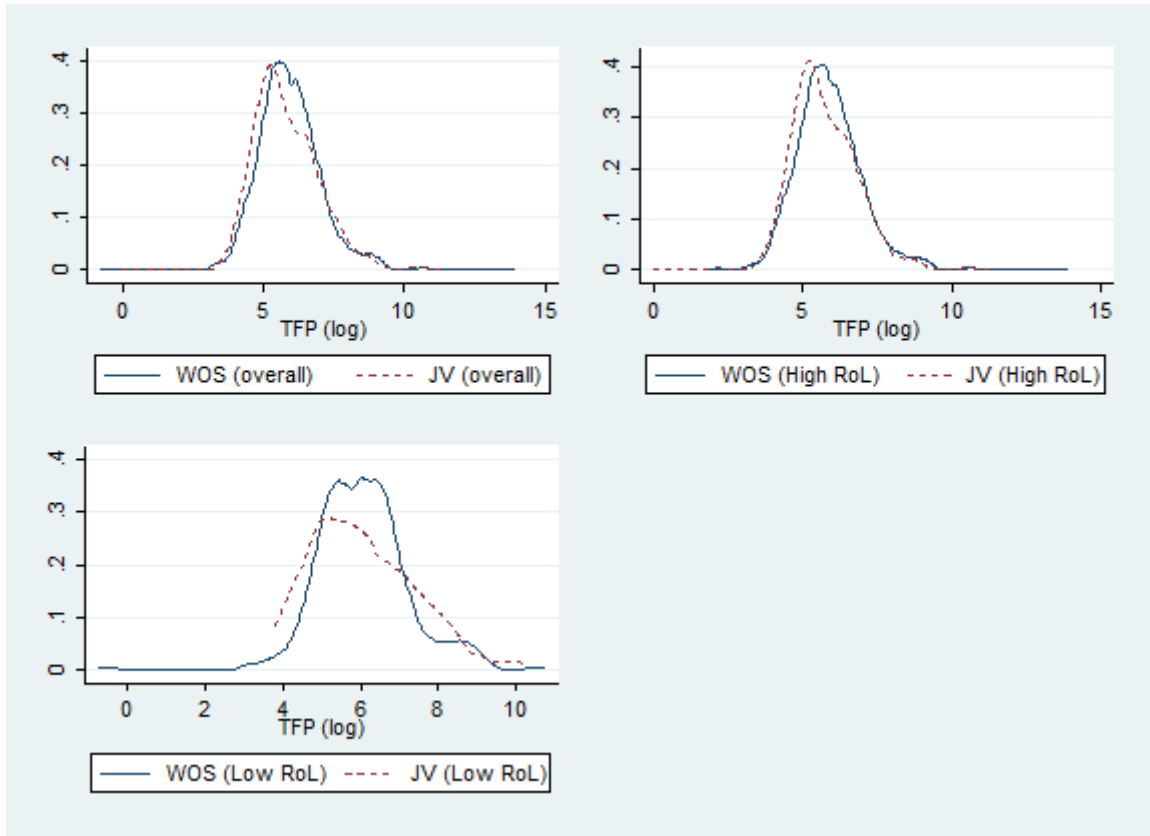 .4
.3
.2
.1
0
0 5 10 15
TFP (log)
WOS (overall) JV (overall)
.4
.3
.2
.1
0
0 5 10 15
TFP (log)
WOS (High RoL) JV (High RoL)
.4
.3
.2
.1
0
0 2 4 6 8 10
TFP (log)
WOS (Low RoL) JV (Low RoL)